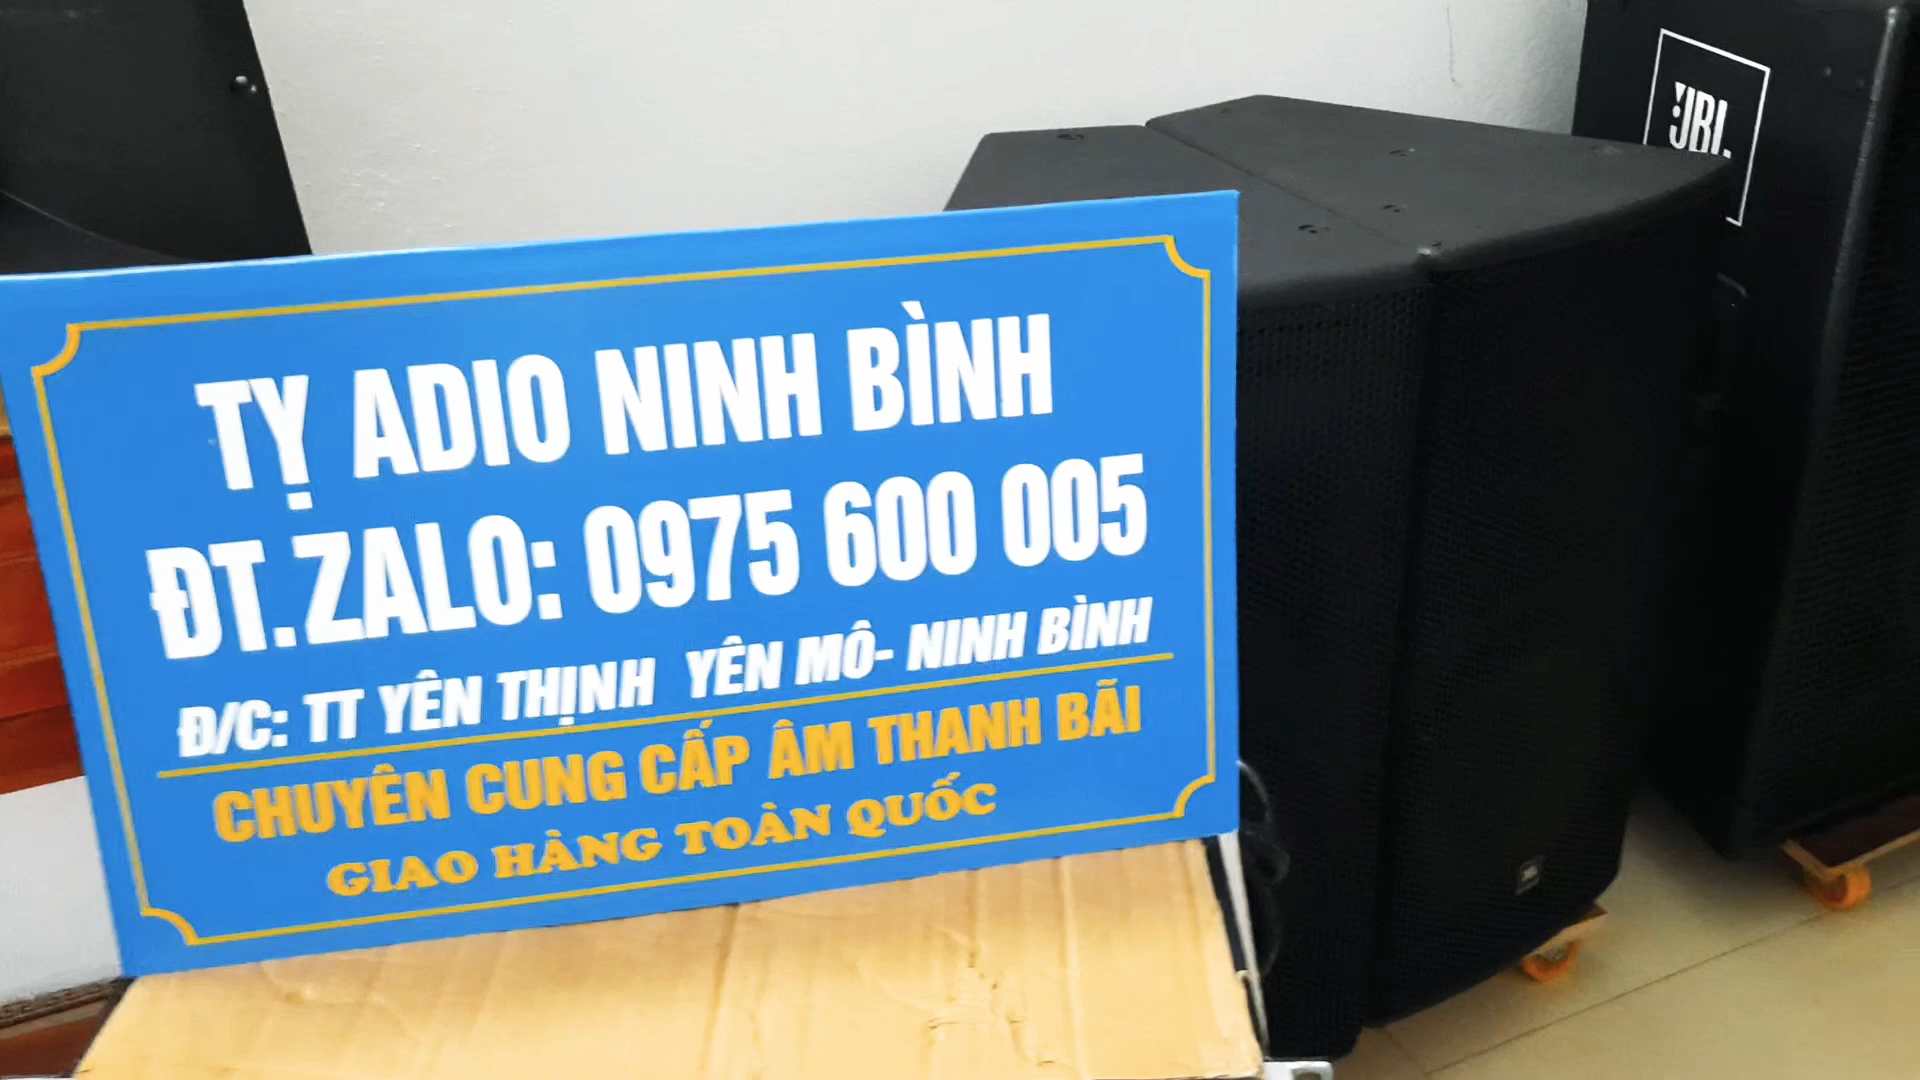 TỴ ADIO NINH BÌNH
ĐT.ZALO: 0975 600 005
Đ/C: TT YÊN THỊNH YÊN MÔ- NINH BÌNH
CHUYÊN CUNG CẤP ÂM THANH BÃI
GIAO HÀNG TOÀN QUỐC
JBL
JBL